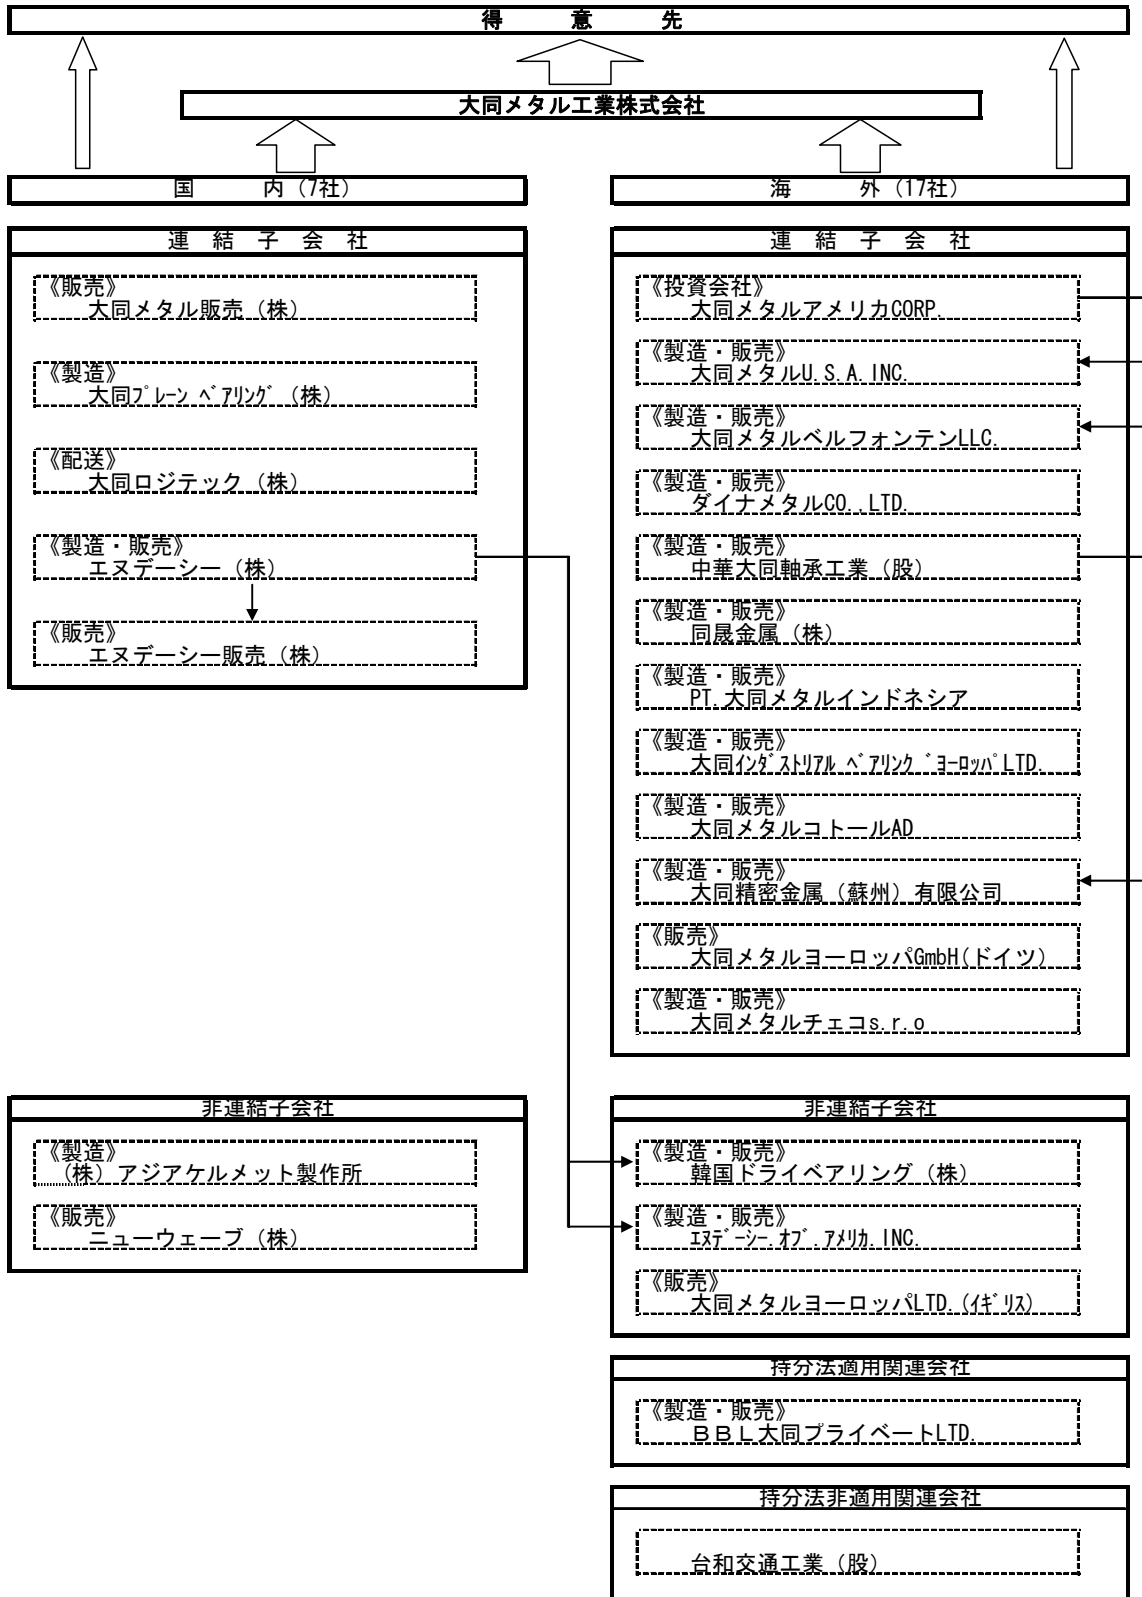 得　意　先
大同メタル工業株式会社
国　内（7社）
海　外（17社）
連結子会社
《販売》
大同メタル販売（株）
《製造》
大同ﾌﾟﾚｰﾝ ﾍﾞｱﾘﾝｸﾞ（株）
《配送》
大同ロジテック（株）
《製造・販売》
エヌデーシー（株）
《販売》
エヌデーシー販売（株）
連結子会社
《投資会社》
大同メタルアメリカCORP.
《製造・販売》
大同メタルU.S.A.INC.
《製造・販売》
大同メタルベルフォンテンLLC.
《製造・販売》
ダイナメタルCO.,LTD.
《製造・販売》
中華大同軸承工業（股）
《製造・販売》
同晟金属（株）
《製造・販売》
PT.大同メタルインドネシア
《製造・販売》
大同ｲﾝﾀﾞｽﾄﾘｱﾙ ﾍﾞｱﾘﾝｸﾞﾖｰﾛｯﾊﾟLTD.
《製造・販売》
大同メタルコトールAD
《製造・販売》
大同精密金属（蘇州）有限公司
《販売》
大同メタルヨーロッパGmbH(ドイツ)
《製造・販売》
大同メタルチェコs.r.o
非連結子会社
《製造》
（株）アジアケルメット製作所
《販売》
ニューウェーブ（株）
非連結子会社
《製造・販売》
韓国ドライベアリング（株）
《製造・販売》
ｴﾇﾃﾞｰｼｰ.ｵﾌﾞ.ｱﾒﾘｶ.INC.
《販売》
大同メタルヨーロッパLTD.(ｲｷﾞﾘｽ)
持分法適用関連会社
《製造・販売》
ＢＢＬ大同プライベートLTD.
持分法非適用関連会社
台和交通工業（股）